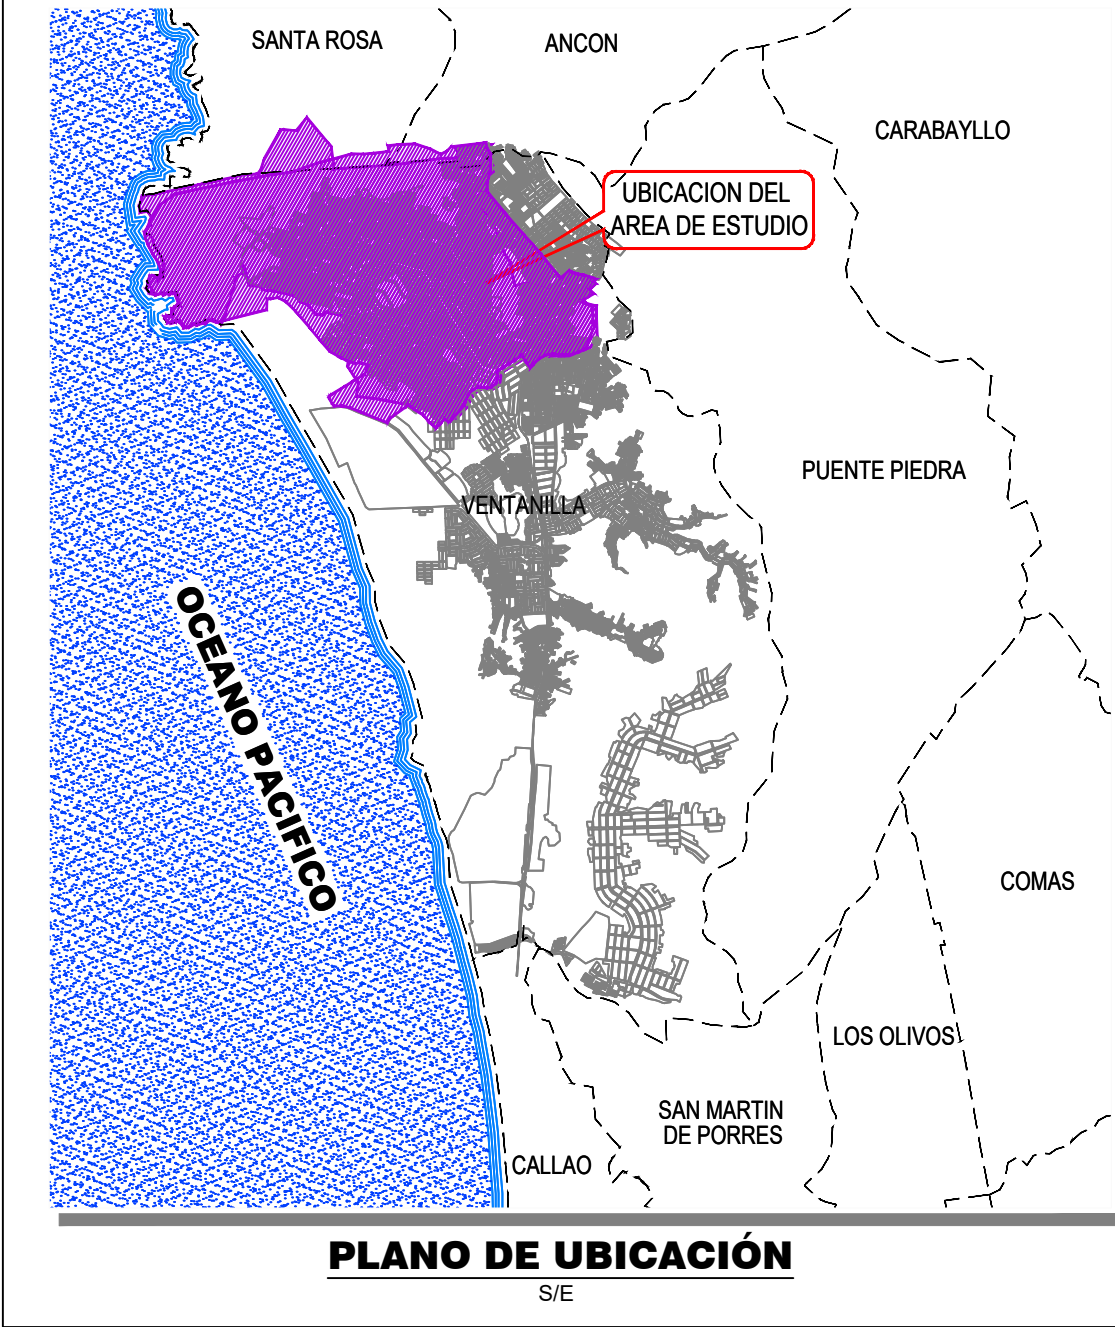 SANTA ROSA
ANCON
CARABAYLLO
UBICACION DEL
AREA DE ESTUDIO
PUENTE PIEDRA
VENTANILLA
OCEANO PACIFICO
COMAS
LOS OLIVOS
SAN MARTIN
DE PORRES
CALLAO
PLANO DE UBICACIÓN
S/E